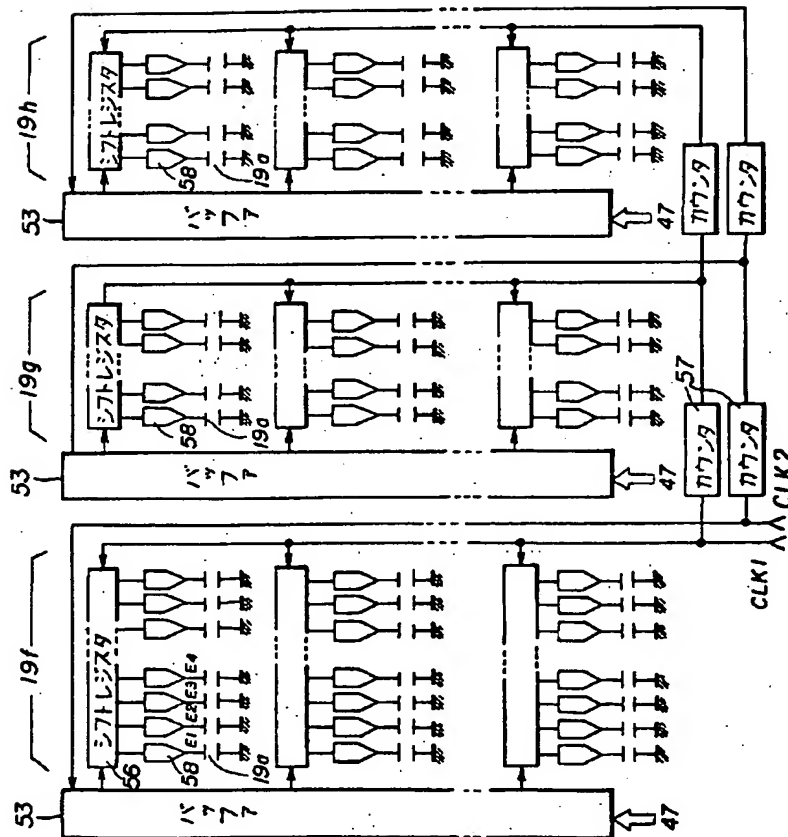 19f
19g
19h
53
バッファ
シフトレジスタ
56
58
E1 E2 E3 E4
19a
47
53
バッファ
シフトレジスタ
58
19a
47
53
バッファ
シフトレジスタ
58
19a
47
カウンタ
カウンタ
57
カウンタ
カウンタ
CLK1
CLK2